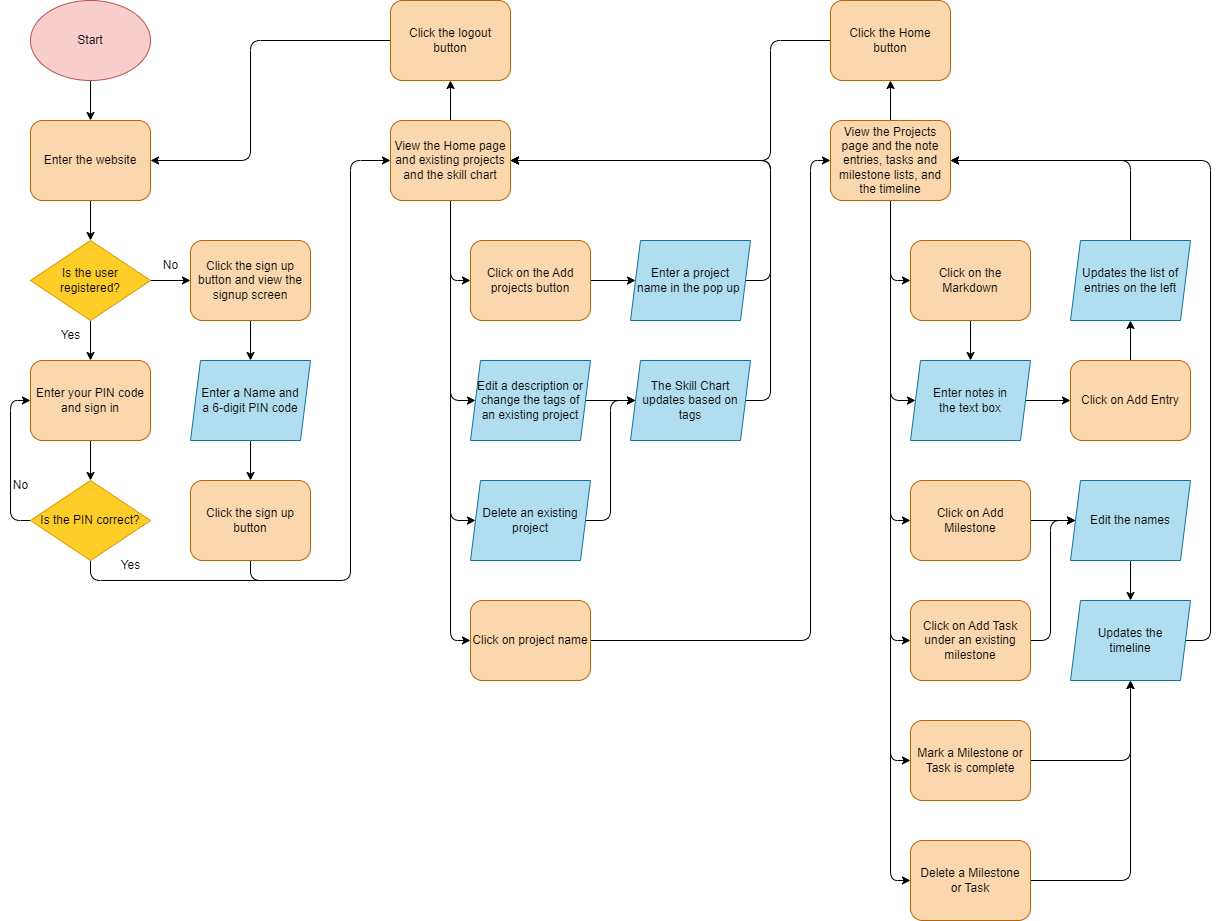 Start
Enter the website
Is the user
registered?
No
Yes
Click the sign up
button and view the
signup screen
Enter your PIN code
and sign in
Enter a Name and
a 6-digit PIN code
No
Is the PIN correct?
Yes
Click the sign up
button
Click the logout
button
View the Home page
and existing projects
and the skill chart
Click on the Add
projects button
Enter a project
name in the pop up
Edit a description or
change the tags of
an existing project
The Skill Chart
updates based on
tags
Delete an existing
project
Click on project name
Click the Home
button
View the Projects
page and the note
entries, tasks and
milestone lists, and
the timeline
Click on the
Markdown
Updates the list of
entries on the left
Enter notes in
the text box
Click on Add Entry
Click on Add
Milestone
Edit the names
Click on Add Task
under an existing
milestone
Updates the
timeline
Mark a Milestone or
Task is complete
Delete a Milestone
or Task